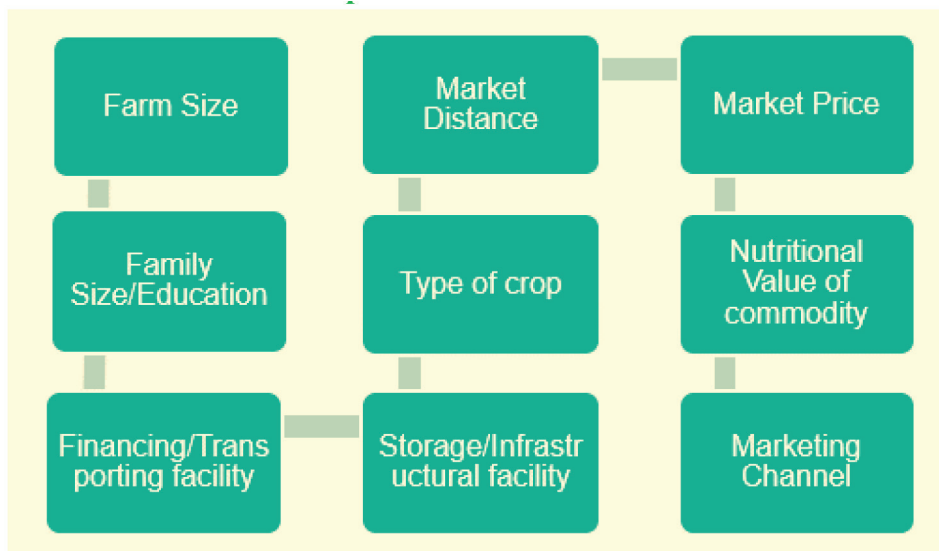 Farm Size
Family
Size/Education
Financing/Trans
porting facility
Storage/Infrastr
uctural facility
Type of crop
Market
Distance
Market Price
Nutritional
Value of
commodity
Marketing
Channel